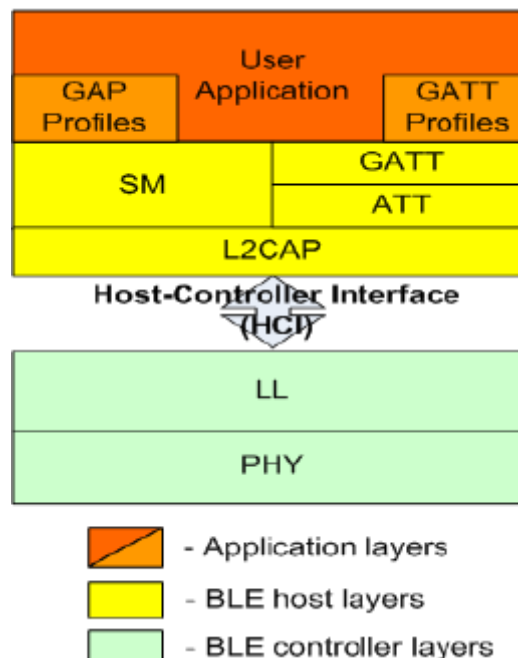 User
Application
GAP
Profiles
GATT
Profiles
SM
GATT
ATT
L2CAP
Host-Controller Interface
(HCI)
LL
PHY
- Application layers
- BLE host layers
- BLE controller layers